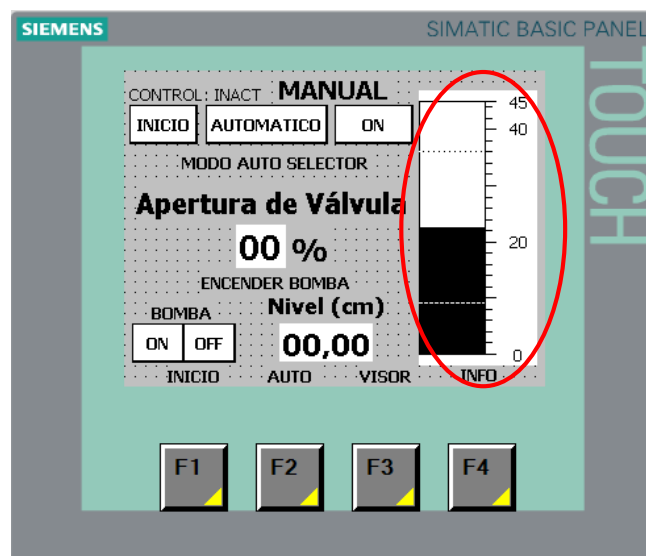 SIEMENS SIMATIC BASIC PANEL
TOUCH
CONTROL: INACT MANUAL
INICIO AUTOMATICO ON
MODO AUTO SELECTOR
Apertura de Válvula
00 %
ENCENDER BOMBA
BOMBA Nivel (cm)
ON OFF 00,00
45
40
20
0
INICIO AUTO VISOR INFO
F1 F2 F3 F4